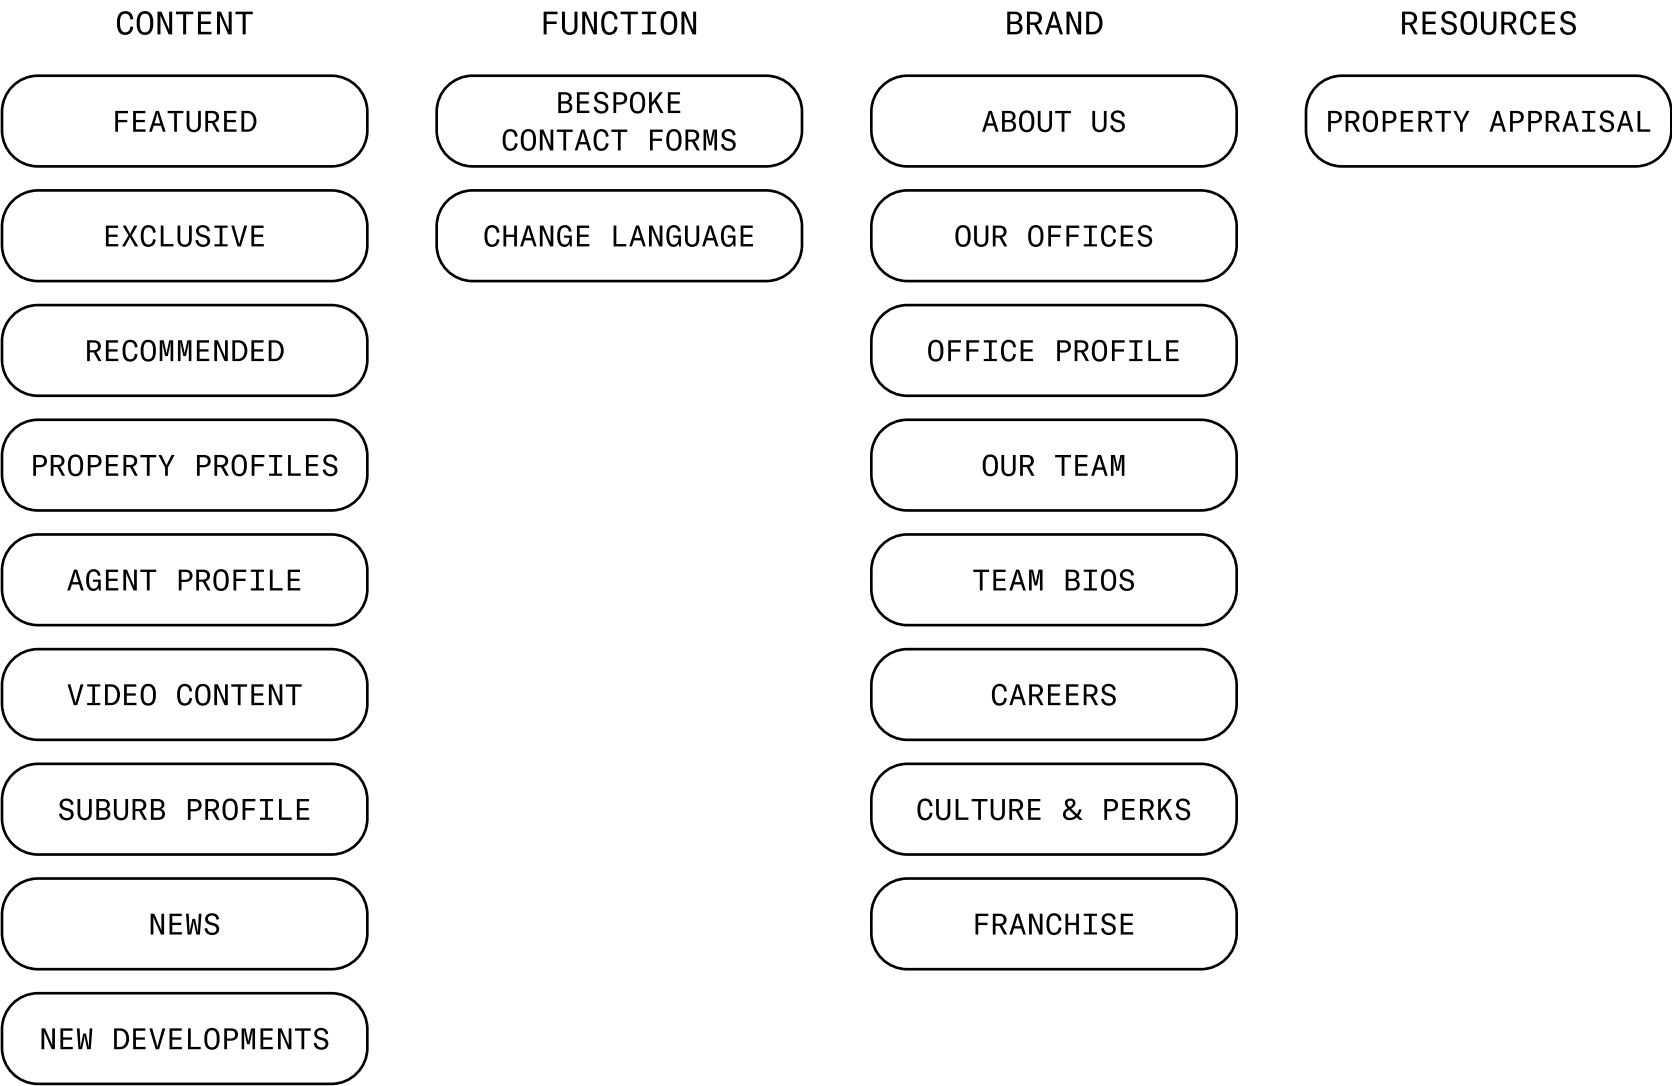 CONTENT
FEATURED
EXCLUSIVE
RECOMMENDED
PROPERTY PROFILES
AGENT PROFILE
VIDEO CONTENT
SUBURB PROFILE
NEWS
NEW DEVELOPMENTS
FUNCTION
BESPOKE
CONTACT FORMS
CHANGE LANGUAGE
BRAND
ABOUT US
OUR OFFICES
OFFICE PROFILE
OUR TEAM
TEAM BIOS
CAREERS
CULTURE & PERKS
FRANCHISE
RESOURCES
PROPERTY APPRAISAL